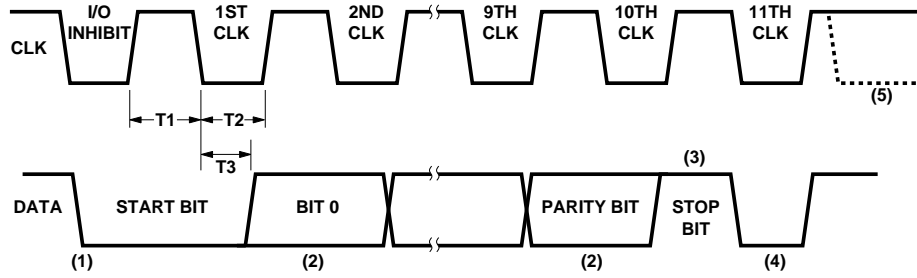 I/O INHIBIT
1ST CLK
2ND CLK
9TH CLK
10TH CLK
11TH CLK
CLK
(5)
T1
T2
T3
(3)
DATA
START BIT
BIT 0
PARITY BIT
STOP BIT
(1)
(2)
(2)
(4)